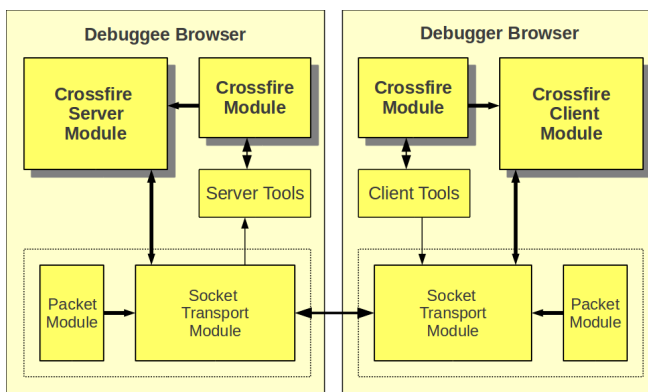 Debuggee Browser
Crossfire
Server
Module
Crossfire
Module
Server Tools
Packet
Module
Socket
Transport
Module
Debugger Browser
Crossfire
Module
Crossfire
Client
Module
Client Tools
Socket
Transport
Module
Packet
Module